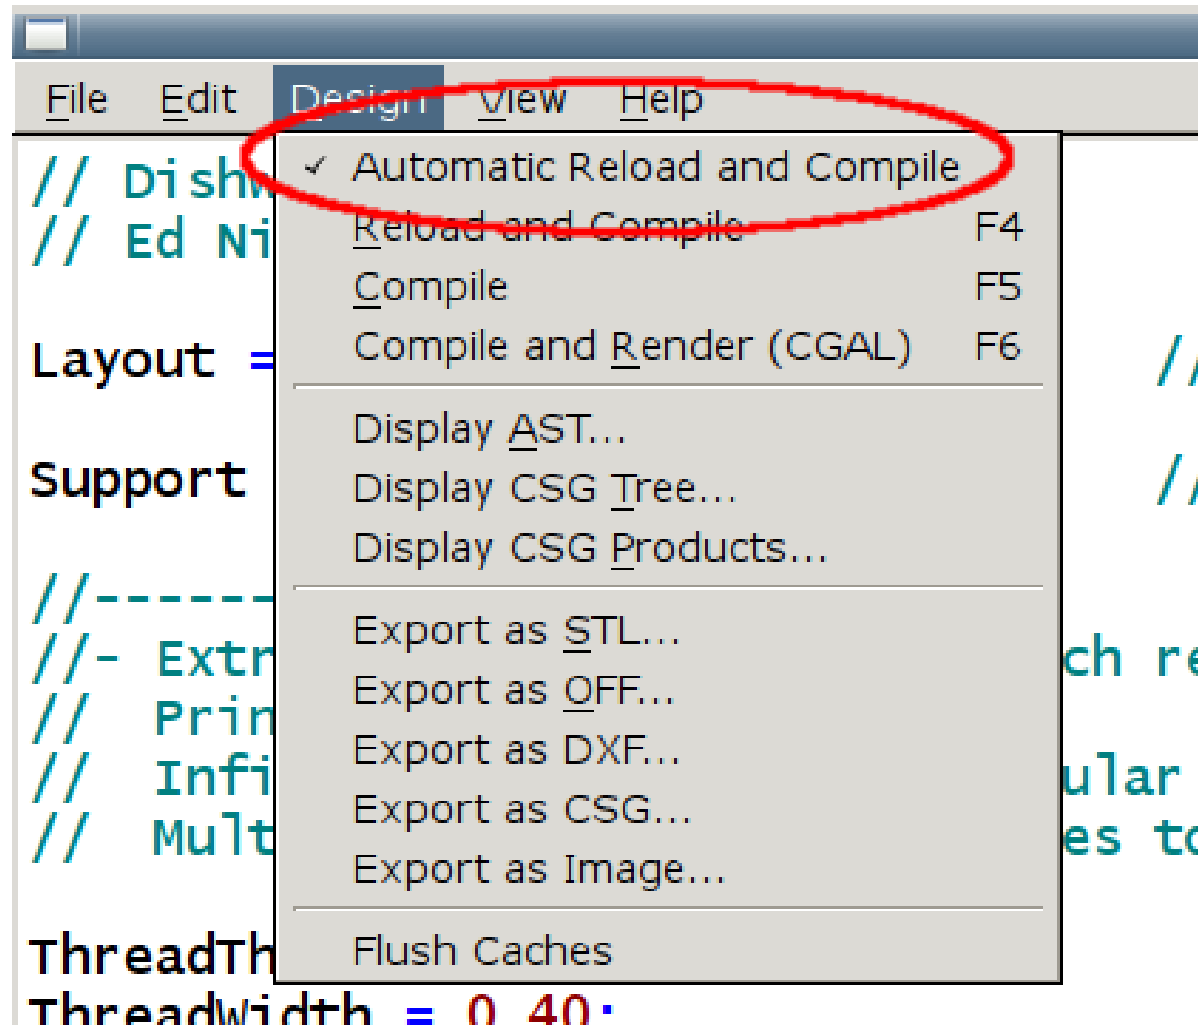 File Edit Design View Help
// Dishw
✓ Automatic Reload and Compile
// Ed Ni
Reload and Compile F4
Compile F5
Layout =
Compile and Render (CGAL) F6
//
Display AST...
Support
Display CSG Tree...
//
Display CSG Products...
//------
Export as STL...
//- Extr
ch re
Export as OFF...
// Prin
Export as DXF...
// Infi
ular
Export as CSG...
// Mult
es to
Export as Image...
ThreadTh
Flush Caches
ThreadWidth = 0.40;